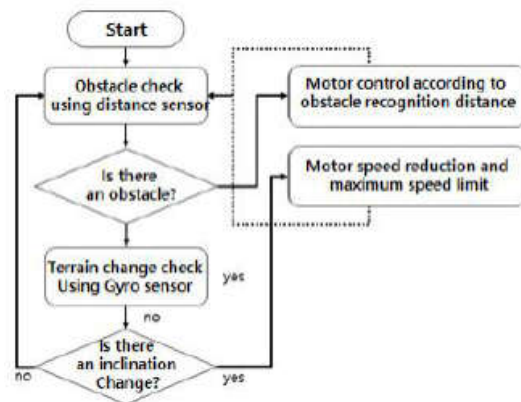 Start
Obstacle check
using distance sensor
Motor control according to
obstacle recognition distance
Is there
an obstacle?
Motor speed reduction and
maximum speed limit
Terrain change check
Using Gyro sensor
yes
no
Is there
an inclination
Change?
no
yes